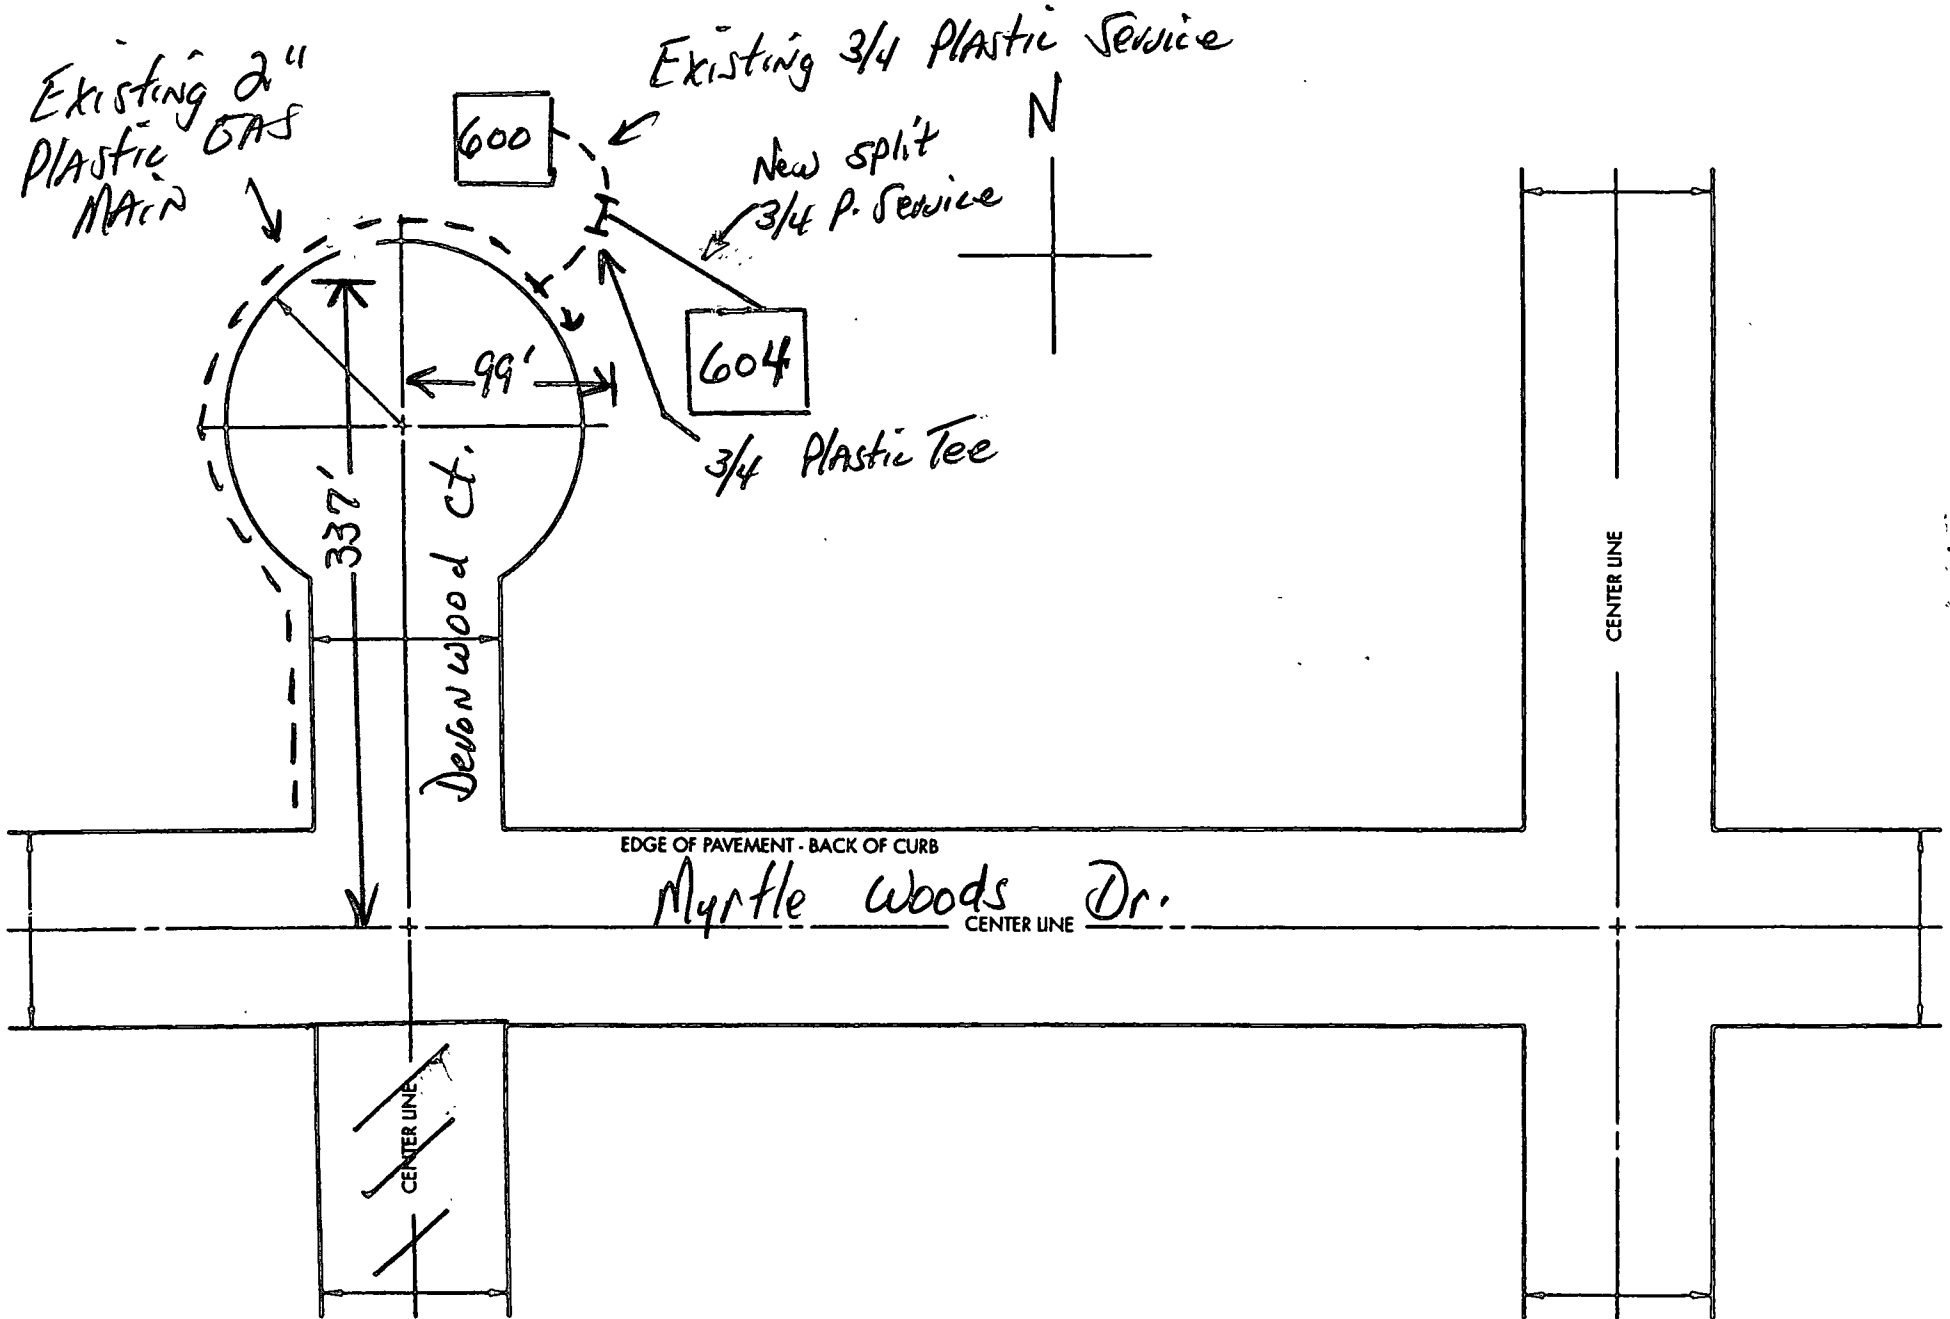 Existing 2"
Plastic GAS
MAIN
Existing 3/4 Plastic Service
600
N
New split
3/4 P. Service
604
99'
3/4 Plastic Tee
337'
Devonwood Ct.
CENTER LINE
EDGE OF PAVEMENT - BACK OF CURB
Myrtle Woods Dr.
CENTER LINE
CENTER LINE